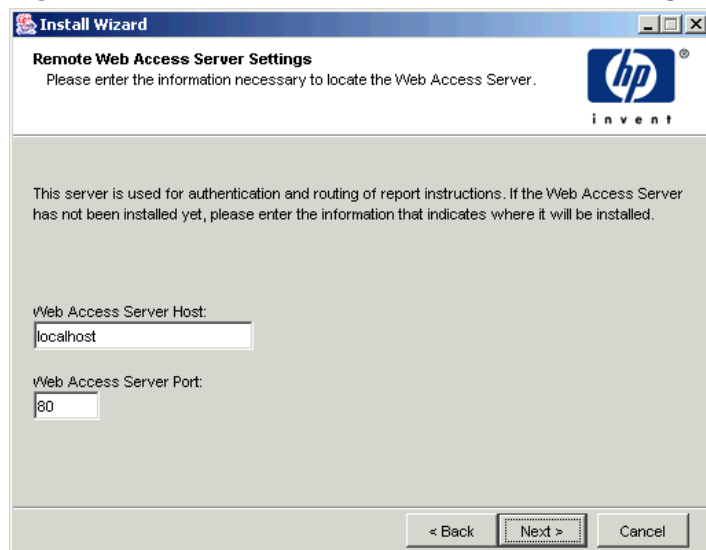 Install Wizard
Remote Web Access Server Settings
Please enter the information necessary to locate the Web Access Server.
hp
®
invent
This server is used for authentication and routing of report instructions. If the Web Access Server
has not been installed yet, please enter the information that indicates where it will be installed.
Web Access Server Host:
localhost
Web Access Server Port:
80
< Back
Next >
Cancel